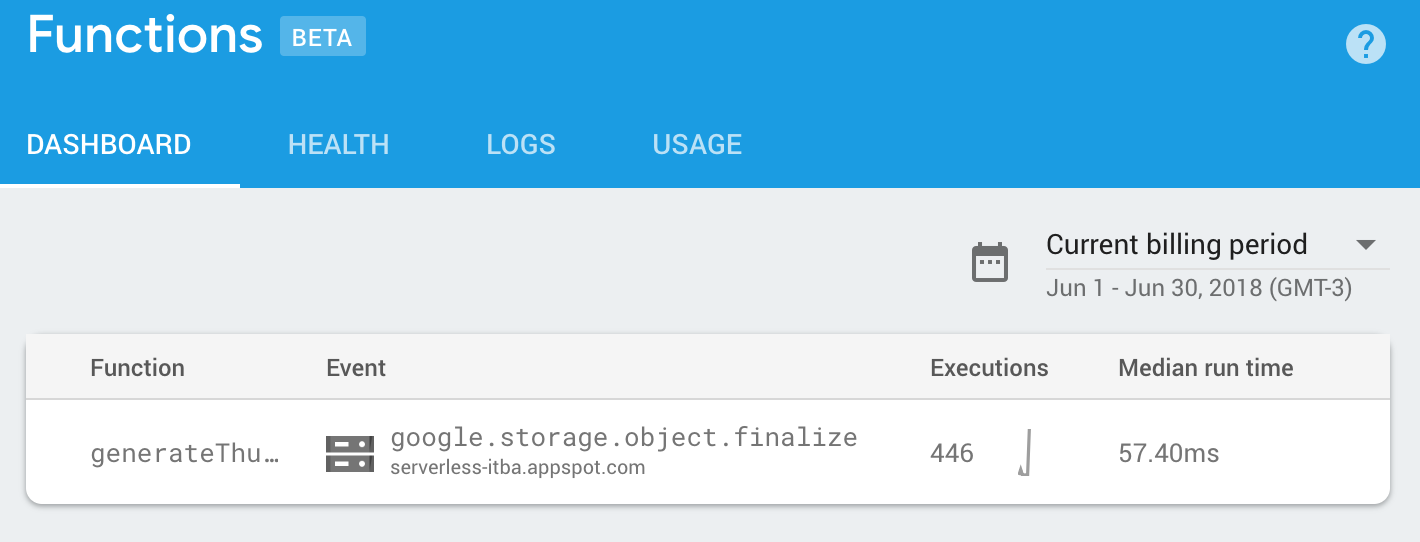 Functions BETA
?
DASHBOARD HEALTH LOGS USAGE
Current billing period
Jun 1 - Jun 30, 2018 (GMT-3)
Function Event Executions Median run time
generateThu… google.storage.object.finalize 446 57.40ms
serverless-itba.appspot.com